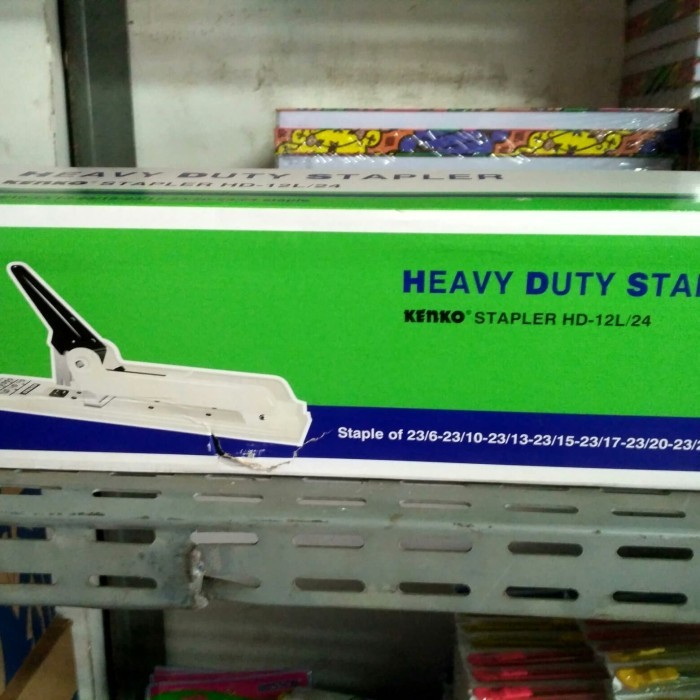 HEAVY DUTY STAPLER
KENKO STAPLER HD-12L/24
HEAVY DUTY STA
KENKO® STAPLER HD-12L/24
Staple of 23/6-23/10-23/13-23/15-23/17-23/20-23/2